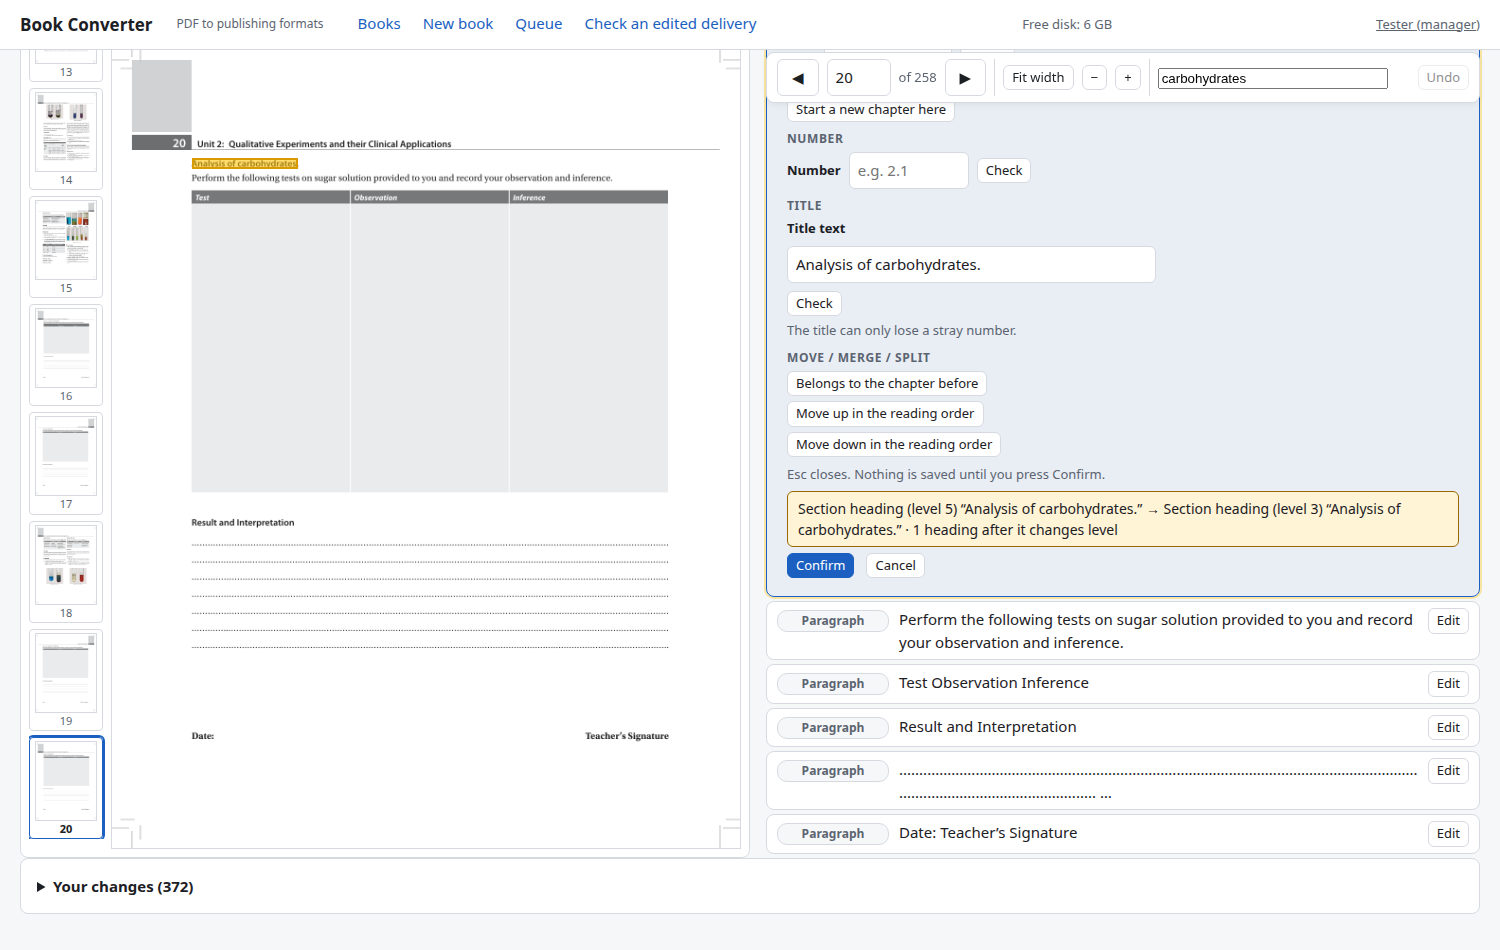 Book Converter PDF to publishing formats Books New book Queue Check an edited delivery Free disk: 6 GB Tester (manager)
13
14
15
16
17
18
19
20
20 Unit 2: Qualitative Experiments and their Clinical Applications
Analysis of carbohydrates
Perform the following tests on sugar solution provided to you and record your observation and inference.
Test Observation Inference
Result and Interpretation
Date: Teacher's Signature
◀ 20 of 258 ▶ Fit width − + carbohydrates Undo
Start a new chapter here
NUMBER
Number e.g. 2.1 Check
TITLE
Title text
Analysis of carbohydrates.
Check
The title can only lose a stray number.
MOVE / MERGE / SPLIT
Belongs to the chapter before
Move up in the reading order
Move down in the reading order
Esc closes. Nothing is saved until you press Confirm.
Section heading (level 5) “Analysis of carbohydrates.” → Section heading (level 3) “Analysis of
carbohydrates.” · 1 heading after it changes level
Confirm Cancel
Paragraph Perform the following tests on sugar solution provided to you and record Edit
your observation and inference.
Paragraph Test Observation Inference Edit
Paragraph Result and Interpretation Edit
Paragraph ........................................................................................................................... Edit
................................................. ...
Paragraph Date: Teacher’s Signature Edit
▶ Your changes (372)